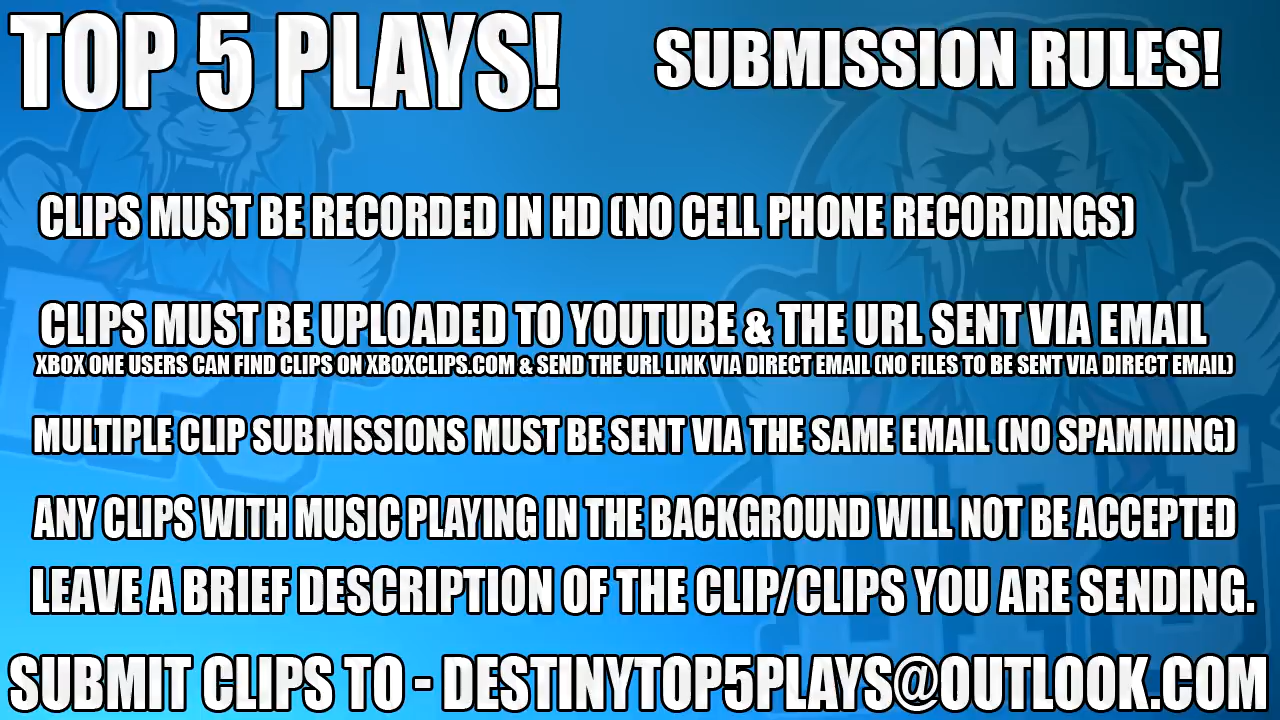 TOP 5 PLAYS!
SUBMISSION RULES!
CLIPS MUST BE RECORDED IN HD (NO CELL PHONE RECORDINGS)
CLIPS MUST BE UPLOADED TO YOUTUBE & THE URL SENT VIA EMAIL
XBOX ONE USERS CAN FIND CLIPS ON XBOXCLIPS.COM & SEND THE URL LINK VIA DIRECT EMAIL (NO FILES TO BE SENT VIA DIRECT EMAIL)
MULTIPLE CLIP SUBMISSIONS MUST BE SENT VIA THE SAME EMAIL (NO SPAMMING)
ANY CLIPS WITH MUSIC PLAYING IN THE BACKGROUND WILL NOT BE ACCEPTED
LEAVE A BRIEF DESCRIPTION OF THE CLIP/CLIPS YOU ARE SENDING.
SUBMIT CLIPS TO - DESTINYTOP5PLAYS@OUTLOOK.COM